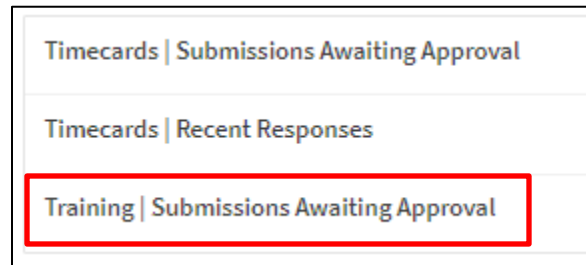 Timecards | Submissions Awaiting Approval
Timecards | Recent Responses
Training | Submissions Awaiting Approval